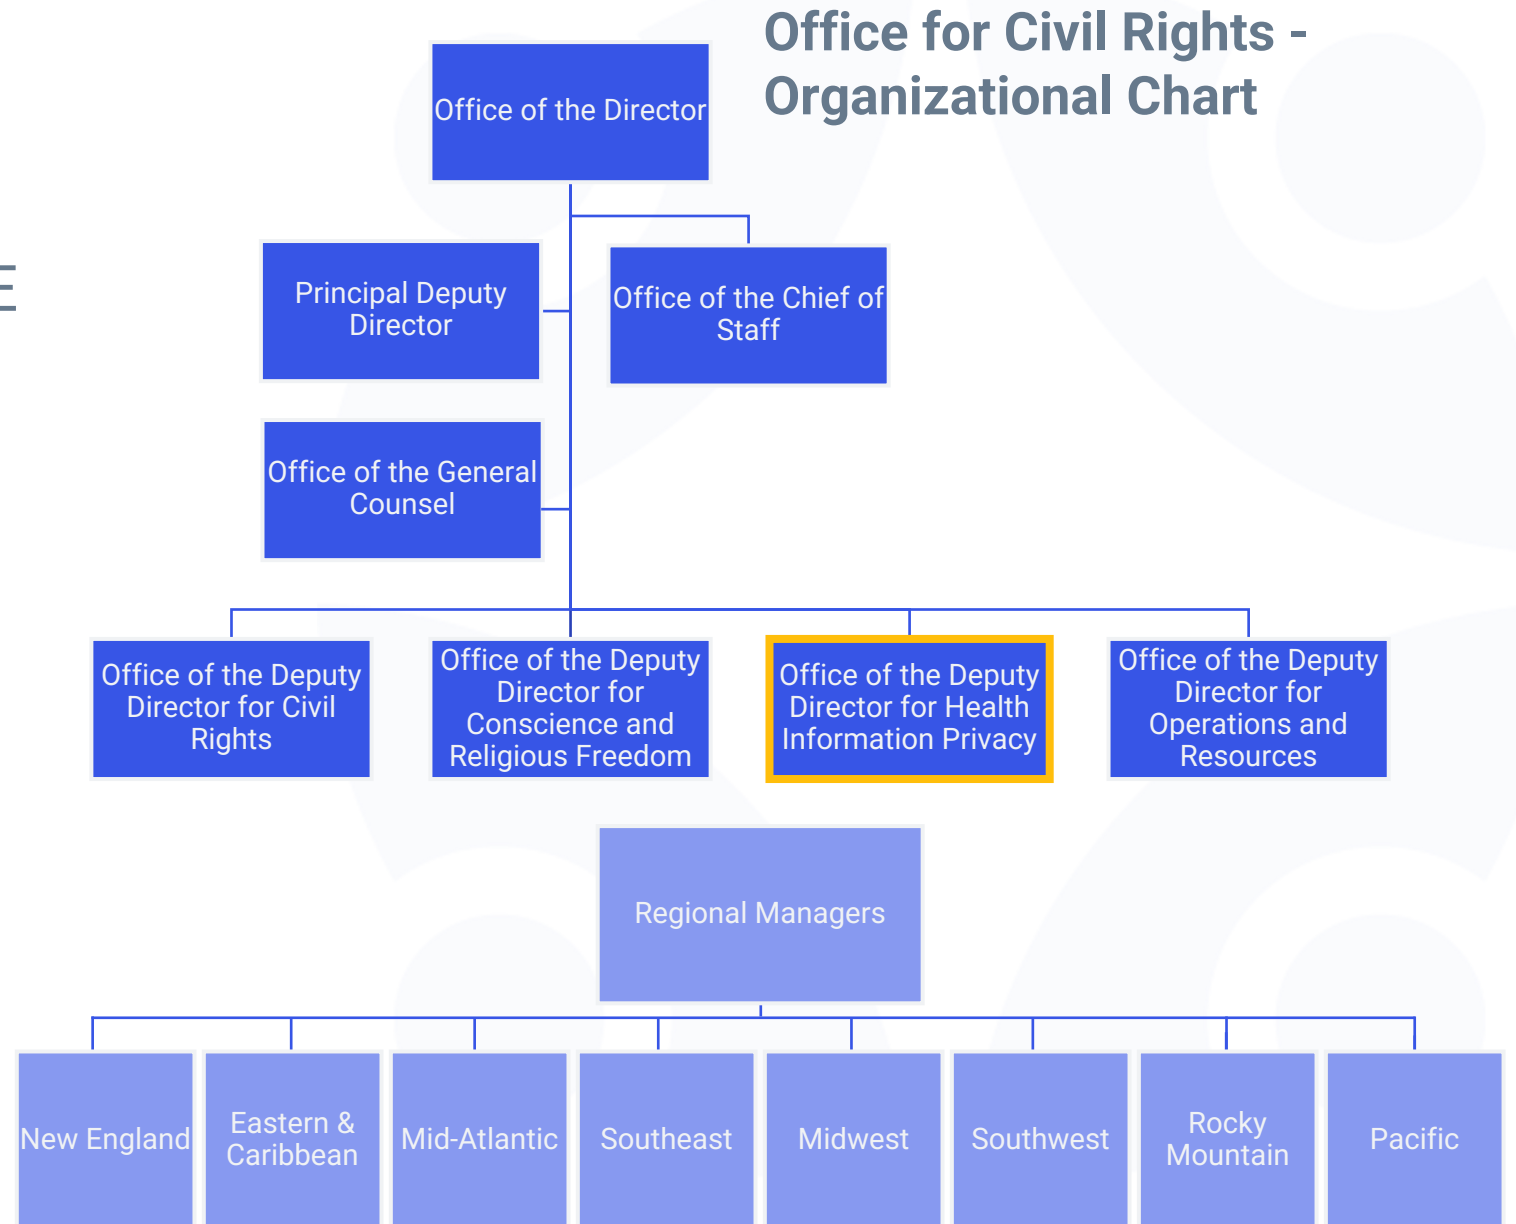 Office for Civil Rights -
Organizational Chart
Office of the Director
E
Principal Deputy
Director
Office of the Chief of
Staff
Office of the General
Counsel
Office of the Deputy
Director for Civil
Rights
Office of the Deputy
Director for
Conscience and
Religious Freedom
Office of the Deputy
Director for Health
Information Privacy
Office of the Deputy
Director for
Operations and
Resources
Regional Managers
New England
Eastern &
Caribbean
Mid-Atlantic
Southeast
Midwest
Southwest
Rocky
Mountain
Pacific